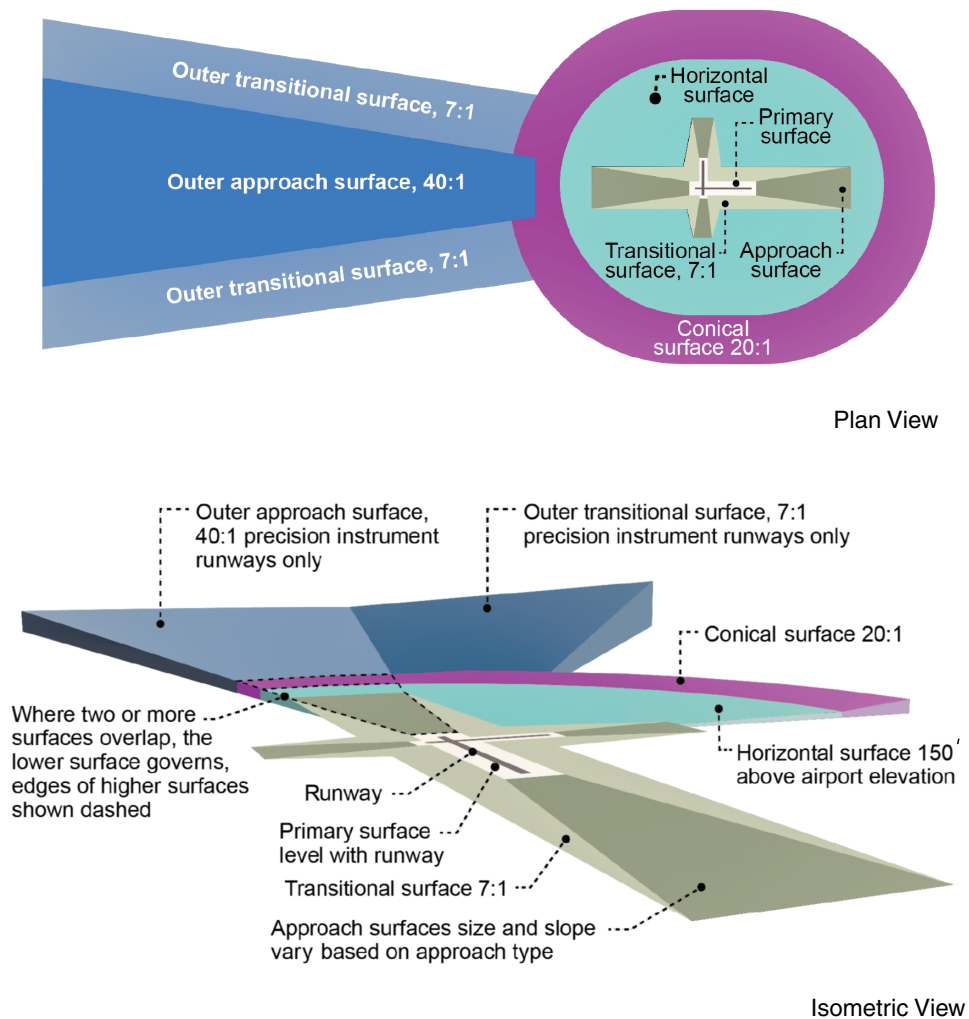 Outer transitional surface, 7:1
Outer approach surface, 40:1
Outer transitional surface, 7:1
Horizontal
surface
Primary
surface
Transitional
surface, 7:1
Approach
surface
Conical
surface 20:1
Plan View
Outer approach surface,
40:1 precision instrument
runways only
Outer transitional surface, 7:1
precision instrument runways only
Conical surface 20:1
Where two or more
surfaces overlap, the
lower surface governs,
edges of higher surfaces
shown dashed
Horizontal surface 150′
above airport elevation
Runway
Primary surface
level with runway
Transitional surface 7:1
Approach surfaces size and slope
vary based on approach type
Isometric View